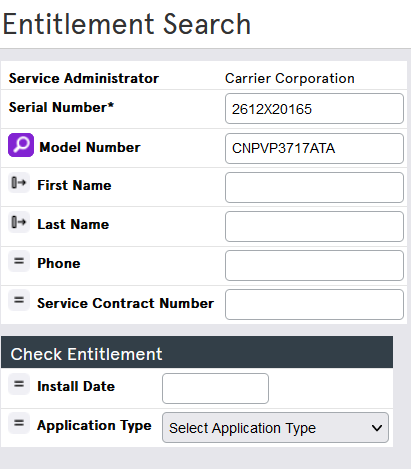 Entitlement Search
Service Administrator Carrier Corporation
Serial Number* 2612X20165
Model Number CNPVP3717ATA
First Name
Last Name
Phone
Service Contract Number
Check Entitlement
Install Date
Application Type Select Application Type